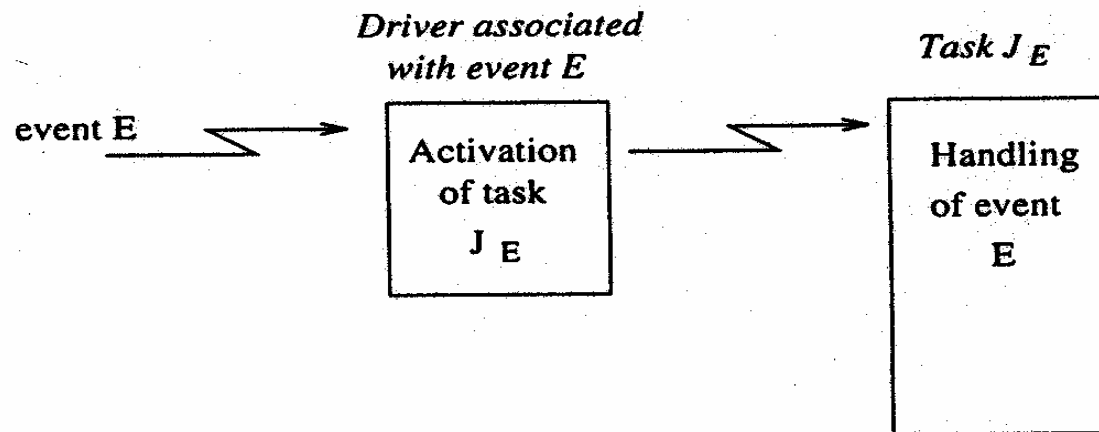 Driver associated
with event E
Task J E
event E
Activation
of task
J E
Handling
of event
E